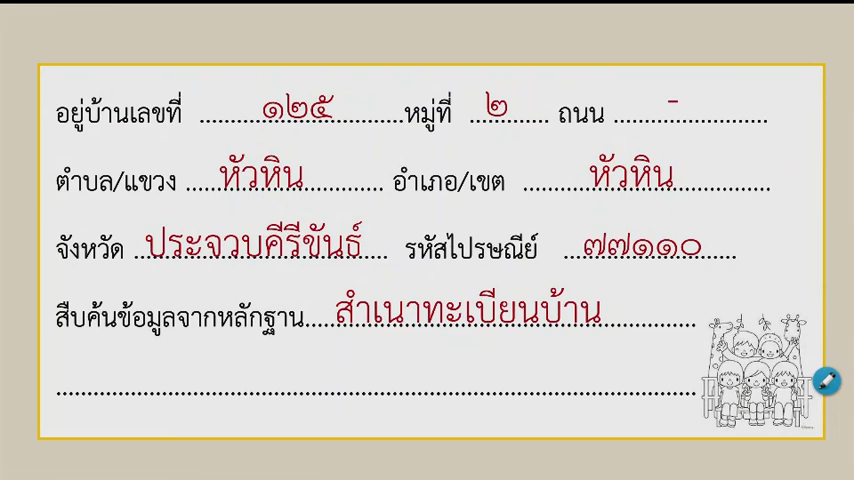 อยู่บ้านเลขที่ ......๑๒๕......หมู่ที่ ...๒... ถนน ......-......
ตำบล/แขวง ......หัวหิน...... อำเภอ/เขต ......หัวหิน......
จังหวัด ...ประจวบคีรีขันธ์... รหัสไปรษณีย์ ...๗๗๑๑๐...
สืบค้นข้อมูลจากหลักฐาน.....สำเนาทะเบียนบ้าน......